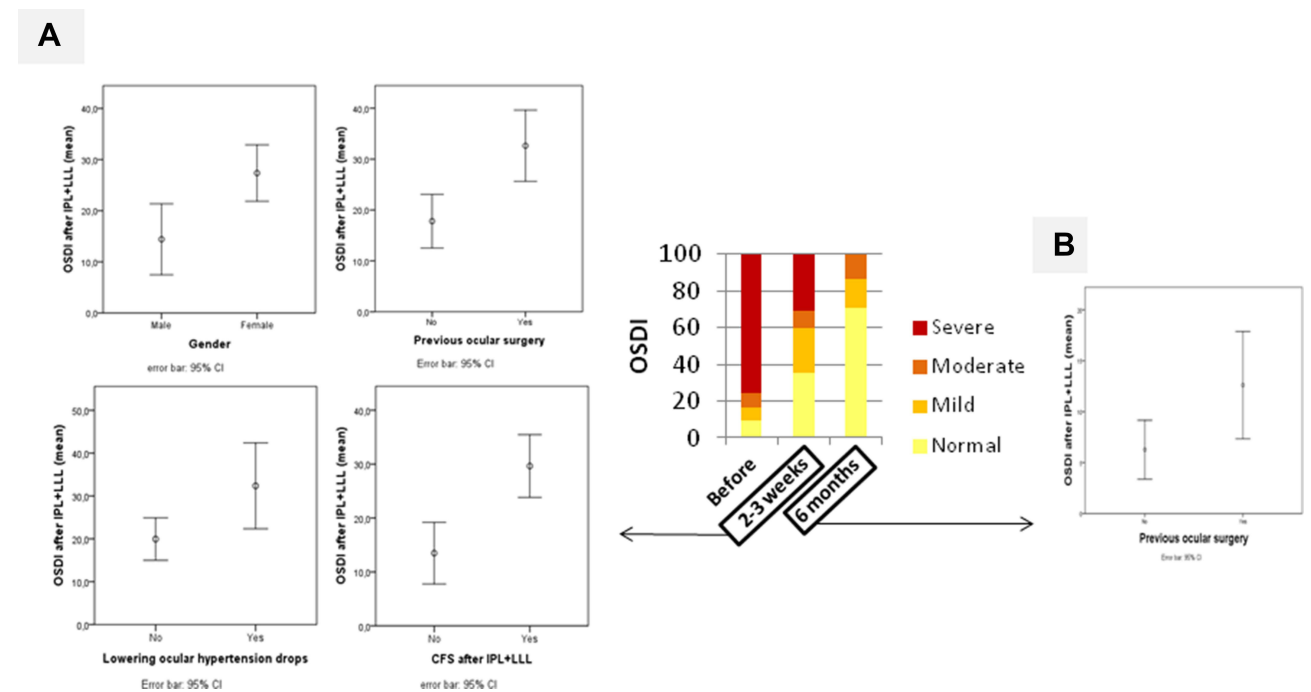 A
40,0
30,0
20,0
10,0
0,0
OSDI after IPL+LLL (mean)
Male
Female
Gender
error bar: 95% CI
40,0
30,0
20,0
10,0
0,0
OSDI after IPL+LLL (mean)
No
Yes
Previous ocular surgery
Error bar: 95% CI
50,0
40,0
30,0
20,0
10,0
0,0
OSDI after IPL+LLL (mean)
No
Yes
Lowering ocular hypertension drops
Error bar: 95% CI
40,0
30,0
20,0
10,0
0,0
OSDI after IPL+LLL (mean)
No
Yes
CFS after IPL+LLL
error bar: 95% CI
100
80
60
40
20
0
OSDI
Before
2-3 weeks
6 months
Severe
Moderate
Mild
Normal
B
OSDI after IPL+LLL (mean)
No
Yes
Previous ocular surgery
Error bar: 95% CI